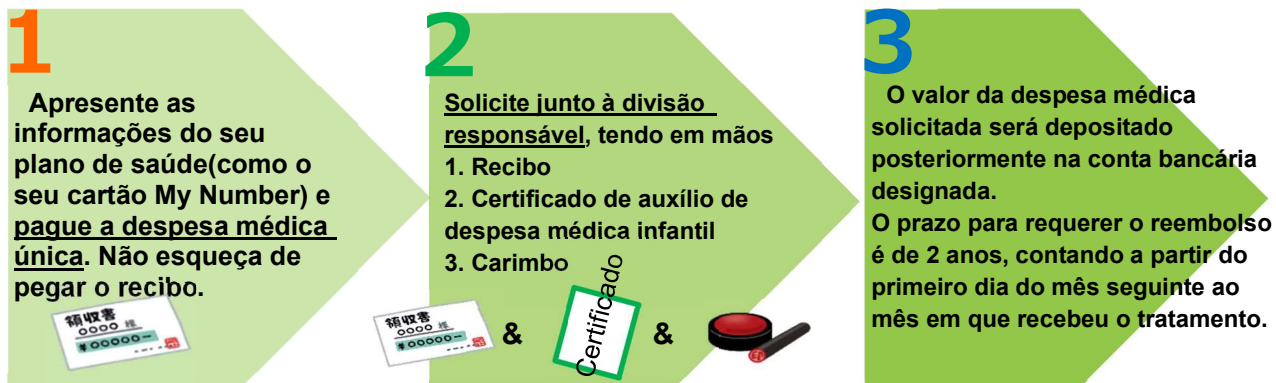 1
Apresente as
informações do seu
plano de saúde(como o
seu cartão My Number) e
pague a despesa médica
única. Não esqueça de
pegar o recibo.
領収書
○○○○ 様
¥○○○○○ー
2
Solicite junto à divisão
responsável, tendo em mãos
1. Recibo
2. Certificado de auxílio de
despesa médica infantil
3. Carimbo
領収書
○○○○ 様
¥○○○○○ー
&
Certificado
&
3
O valor da despesa médica
solicitada será depositado
posteriormente na conta bancária
designada.
O prazo para requerer o reembolso
é de 2 anos, contando a partir do
primeiro dia do mês seguinte ao
mês em que recebeu o tratamento.